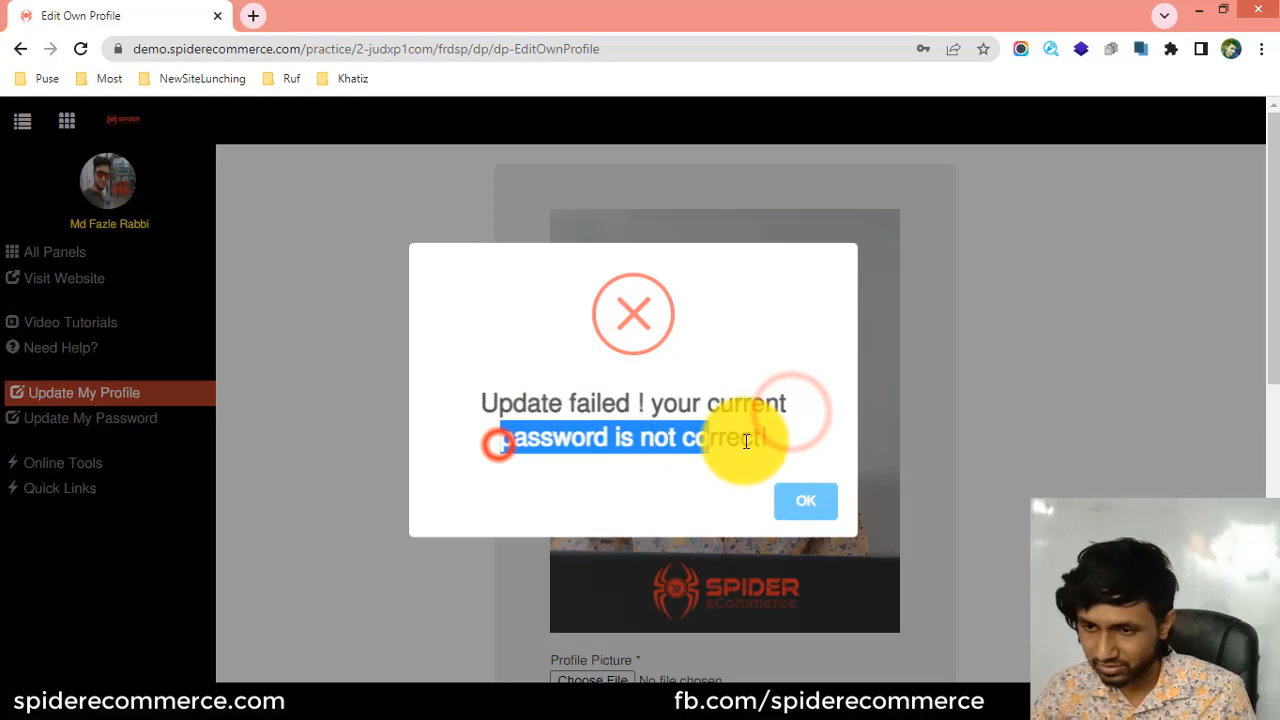 Edit Own Profile
demo.spiderecommerce.com/practice/2-judxp1com/frdsp/dp/dp-EditOwnProfile
Puse
Most
NewSiteLunching
Ruf
Khatiz
SPIDER
Md Fazle Rabbi
All Panels
Visit Website
Video Tutorials
Need Help?
Update My Profile
Update My Password
Online Tools
Quick Links
Update failed ! your current
password is not correct!
OK
SPIDER
eCommerce
Profile Picture *
Choose File No file chosen
spiderecommerce.com
fb.com/spiderecommerce